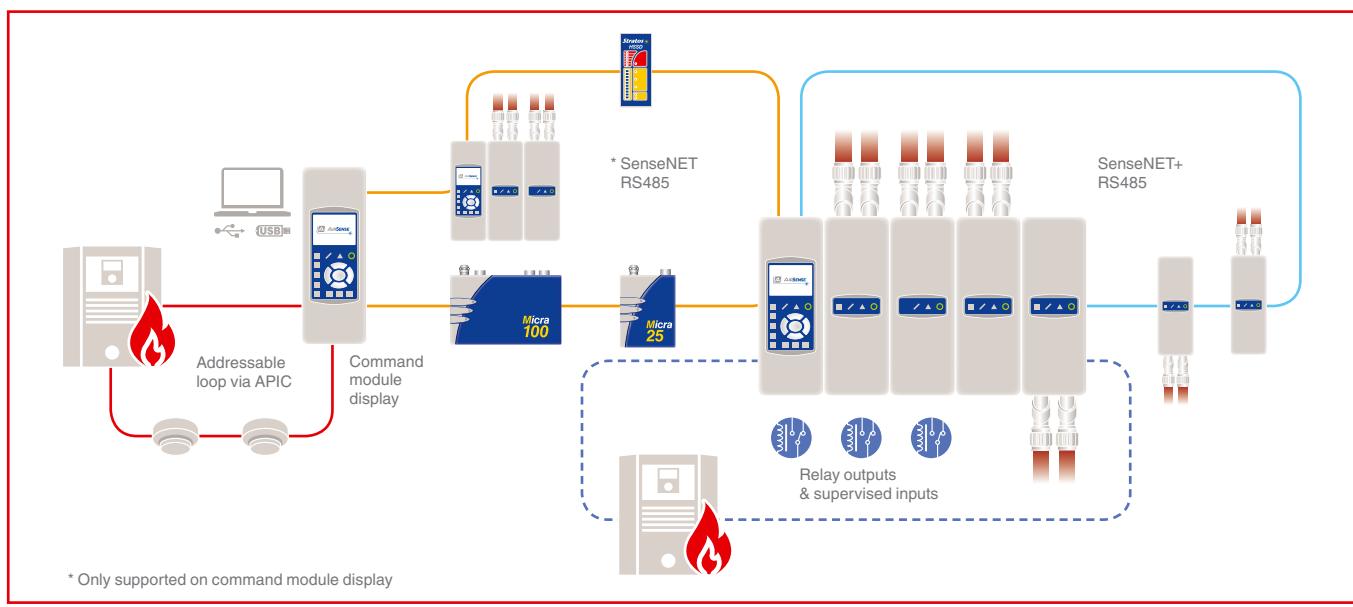 Stratos
HSSD
* SenseNET
RS485
SenseNET+
RS485
USB
AirSense
AirSense
Micra
100
Micra
25
Addressable
loop via APIC
Command
module
display
Relay outputs
& supervised inputs
* Only supported on command module display